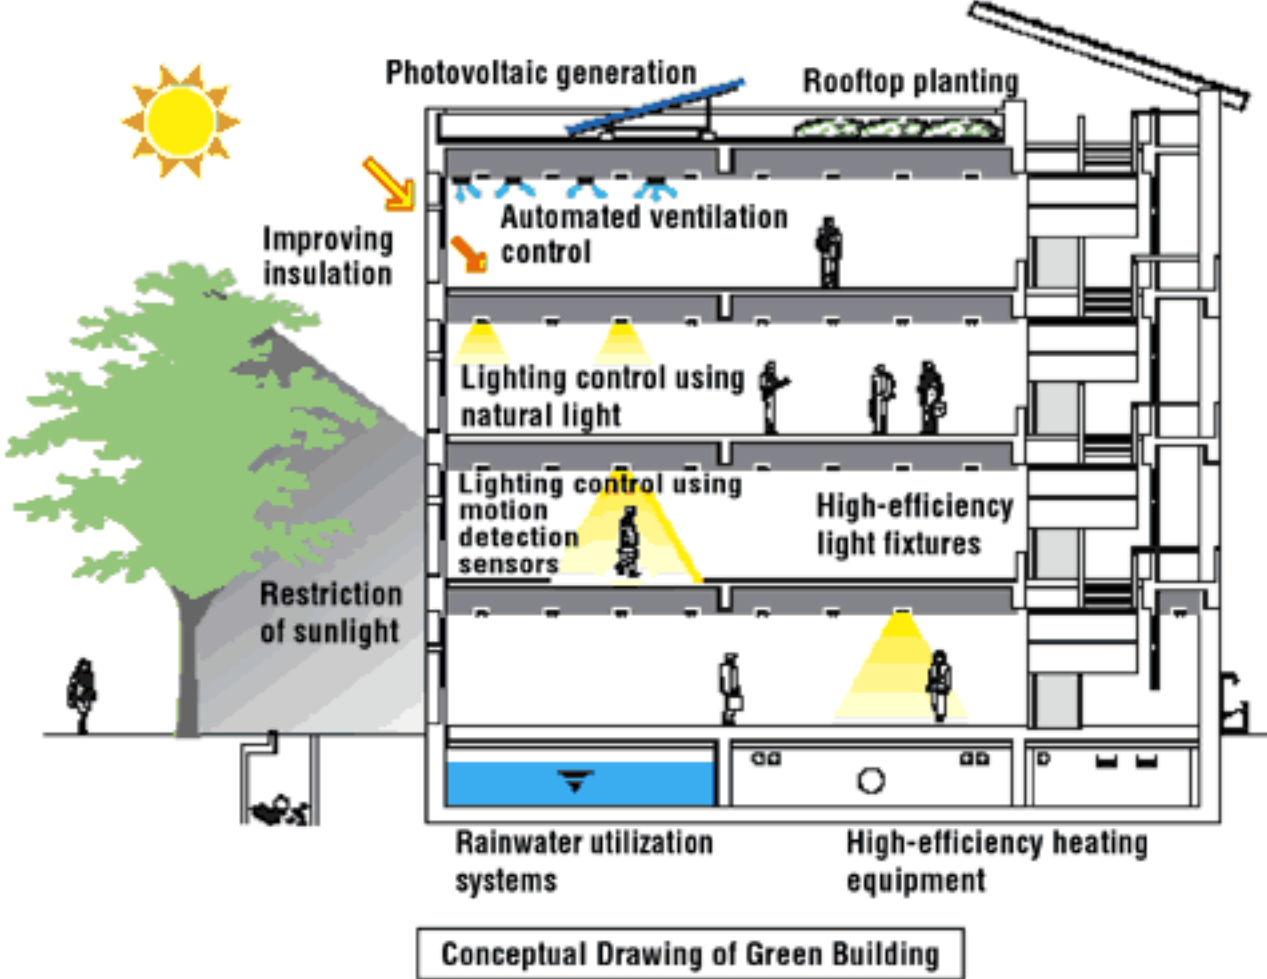 Photovoltaic generation
Rooftop planting
Improving
insulation
Automated ventilation
control
Lighting control using
natural light
Lighting control using
motion
detection
sensors
High-efficiency
light fixtures
Restriction
of sunlight
Rainwater utilization
systems
High-efficiency heating
equipment
Conceptual Drawing of Green Building